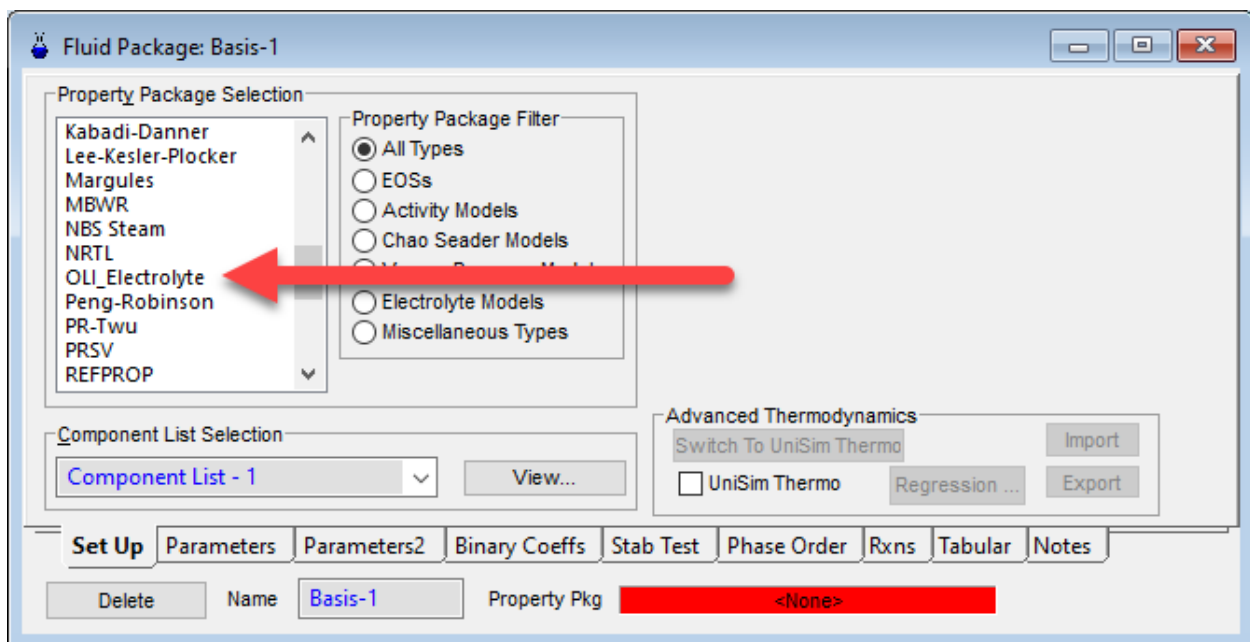 Fluid Package: Basis-1
Property Package Selection
Kabadi-Danner
Lee-Kesler-Plocker
Margules
MBWR
NBS Steam
NRTL
OLI_Electrolyte
Peng-Robinson
PR-Twu
PRSV
REFPROP
Property Package Filter
All Types
EOSs
Activity Models
Chao Seader Models
Electrolyte Models
Miscellaneous Types
Component List Selection
Component List - 1
View...
Advanced Thermodynamics
Switch To UniSim Thermo
Import
UniSim Thermo
Regression ...
Export
Set Up Parameters Parameters2 Binary Coeffs Stab Test Phase Order Rxns Tabular Notes
Delete Name Basis-1 Property Pkg <None>